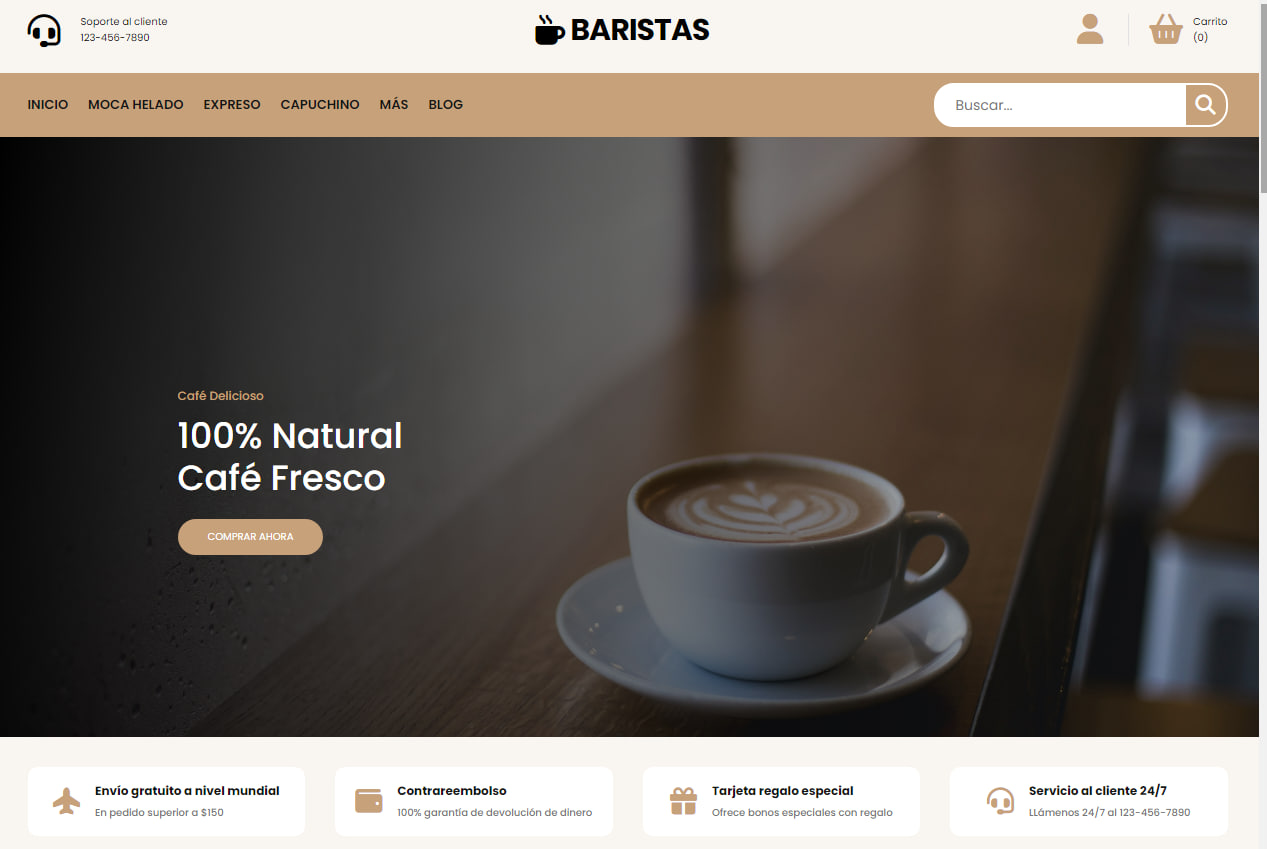 Soporte al cliente
123-456-7890
BARISTAS
Carrito
(0)
INICIO MOCA HELADO EXPRESO CAPUCHINO MÁS BLOG
Buscar...
Café Delicioso
100% Natural
Café Fresco
COMPRAR AHORA
Envío gratuito a nivel mundial
En pedido superior a $150
Contrareembolso
100% garantía de devolución de dinero
Tarjeta regalo especial
Ofrece bonos especiales con regalo
Servicio al cliente 24/7
LLámenos 24/7 al 123-456-7890